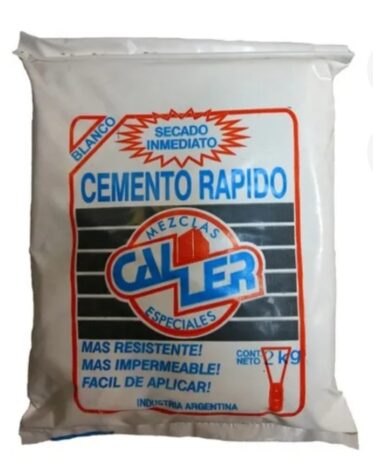 BLANCO
SECADO
INMEDIATO
CEMENTO RAPIDO
MEZCLAS
CALLER
ESPECIALES
MAS RESISTENTE!
MAS IMPERMEABLE!
FACIL DE APLICAR!
CONT.
NETO 2 kg
INDUSTRIA ARGENTINA